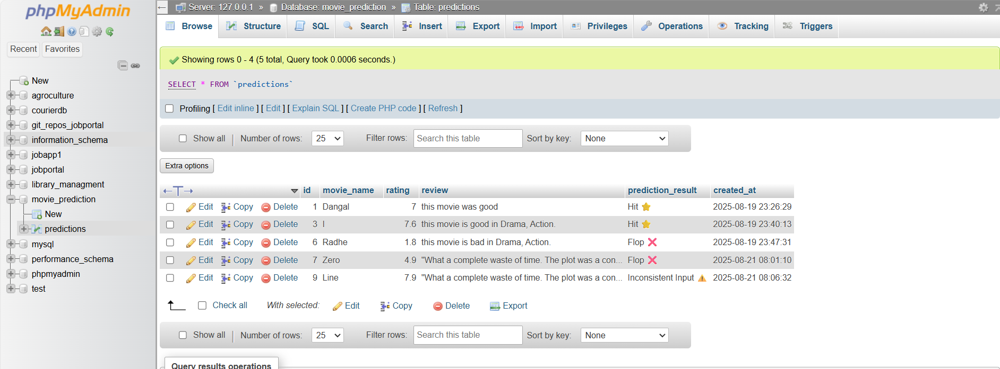 phpMyAdmin
Recent Favorites
New
agroculture
courierdb
git_repos_jobportal
information_schema
jobapp1
jobportal
library_managment
movie_prediction
New
predictions
mysql
performance_schema
phpmyadmin
test
Server: 127.0.0.1 » Database: movie_prediction » Table: predictions
Browse Structure SQL Search Insert Export Import Privileges Operations Tracking Triggers
Showing rows 0 - 4 (5 total, Query took 0.0006 seconds.)
SELECT * FROM `predictions`
Profiling [ Edit inline ] [ Edit ] [ Explain SQL ] [ Create PHP code ] [ Refresh ]
Show all | Number of rows: 25 Filter rows: Search this table Sort by key: None
Extra options
←T→ id movie_name rating review prediction_result created_at
Edit Copy Delete 1 Dangal 7 this movie was good Hit ⭐ 2025-08-19 23:26:29
Edit Copy Delete 3 I 7.6 this movie is good in Drama, Action. Hit ⭐ 2025-08-19 23:40:13
Edit Copy Delete 6 Radhe 1.8 this movie is bad in Drama, Action. Flop ❌ 2025-08-19 23:47:31
Edit Copy Delete 7 Zero 4.9 "What a complete waste of time. The plot was a con... Flop ❌ 2025-08-21 08:01:10
Edit Copy Delete 9 Line 7.9 "What a complete waste of time. The plot was a con... Inconsistent Input ⚠️ 2025-08-21 08:06:32
Check all With selected: Edit Copy Delete Export
Show all | Number of rows: 25 Filter rows: Search this table Sort by key: None
Query results operations